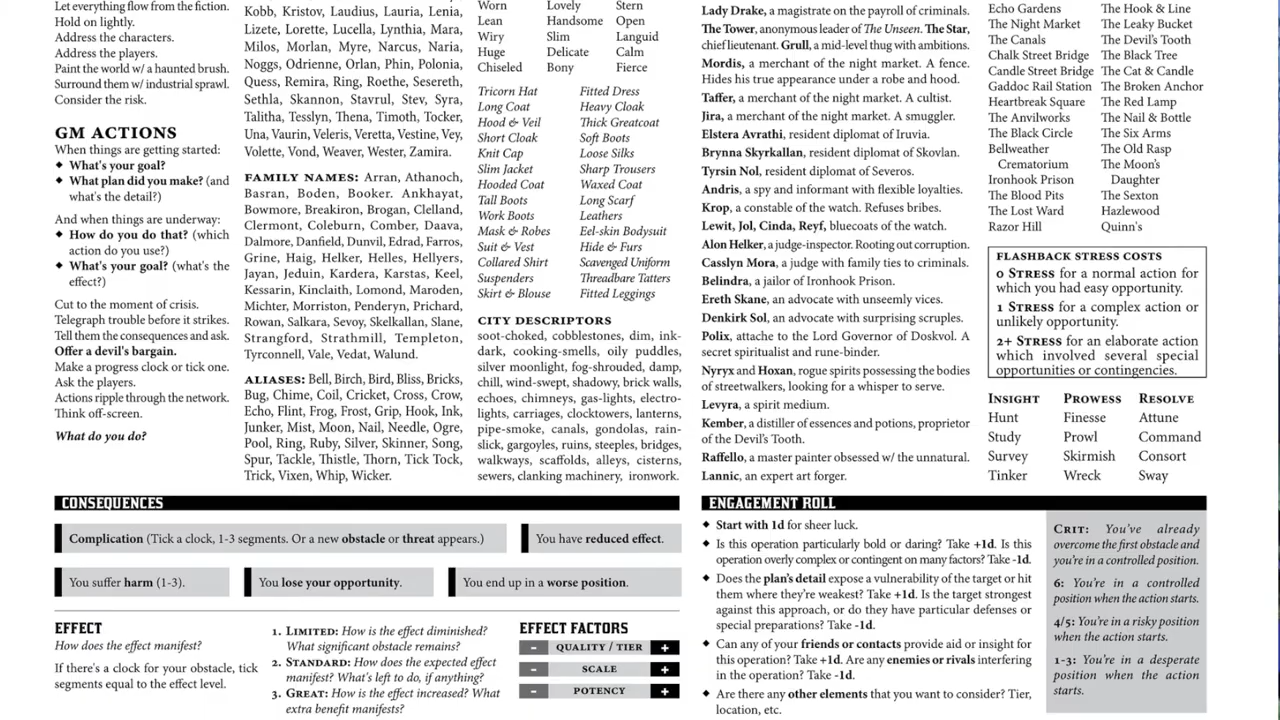 Let everything flow from the fiction.
Hold on lightly.
Address the characters.
Address the players.
Paint the world w/ a haunted brush.
Surround them w/ industrial sprawl.
Consider the risk.
GM ACTIONS
When things are getting started:
◆ What's your goal?
◆ What plan did you make? (and
what's the detail?)
And when things are underway:
◆ How do you do that? (which
action do you use?)
◆ What's your goal? (what's the
effect?)
Cut to the moment of crisis.
Telegraph trouble before it strikes.
Tell them the consequences and ask.
Offer a devil's bargain.
Make a progress clock or tick one.
Ask the players.
Actions ripple through the network.
Think off-screen.
What do you do?
Kobb, Kristov, Laudius, Lauria, Lenia,
Lizete, Lorette, Lucella, Lynthia, Mara,
Milos, Morlan, Myre, Narcus, Naria,
Noggs, Odrienne, Orlan, Phin, Polonia,
Quess, Remira, Ring, Roethe, Sesereth,
Sethla, Skannon, Stavrul, Stev, Syra,
Talitha, Tesslyn, Thena, Timoth, Tocker,
Una, Vaurin, Veleris, Veretta, Vestine, Vey,
Volette, Vond, Weaver, Wester, Zamira.
FAMILY NAMES: Arran, Athanoch,
Basran, Boden, Booker. Ankhayat,
Bowmore, Breakiron, Brogan, Clelland,
Clermont, Coleburn, Comber, Daava,
Dalmore, Danfield, Dunvil, Edrad, Farros,
Grine, Haig, Helker, Helles, Hellyers,
Jayan, Jeduin, Kardera, Karstas, Keel,
Kessarin, Kinclaith, Lomond, Maroden,
Michter, Morriston, Penderyn, Prichard,
Rowan, Salkara, Sevoy, Skelkallan, Slane,
Strangford, Strathmill, Templeton,
Tyrconnell, Vale, Vedat, Walund.
ALIASES: Bell, Birch, Bird, Bliss, Bricks,
Bug, Chime, Coil, Cricket, Cross, Crow,
Echo, Flint, Frog, Frost, Grip, Hook, Ink,
Junker, Mist, Moon, Nail, Needle, Ogre,
Pool, Ring, Ruby, Silver, Skinner, Song,
Spur, Tackle, Thistle, Thorn, Tick Tock,
Trick, Vixen, Whip, Wicker.
Worn Lovely Stern
Lean Handsome Open
Wiry Slim Languid
Huge Delicate Calm
Chiseled Bony Fierce
Tricorn Hat Fitted Dress
Long Coat Heavy Cloak
Hood & Veil Thick Greatcoat
Short Cloak Soft Boots
Knit Cap Loose Silks
Slim Jacket Sharp Trousers
Hooded Coat Waxed Coat
Tall Boots Long Scarf
Work Boots Leathers
Mask & Robes Eel-skin Bodysuit
Suit & Vest Hide & Furs
Collared Shirt Scavenged Uniform
Suspenders Threadbare Tatters
Skirt & Blouse Fitted Leggings
CITY DESCRIPTORS
soot-choked, cobblestones, dim, ink-
dark, cooking-smells, oily puddles,
silver moonlight, fog-shrouded, damp,
chill, wind-swept, shadowy, brick walls,
echoes, chimneys, gas-lights, electro-
lights, carriages, clocktowers, lanterns,
pipe-smoke, canals, gondolas, rain-
slick, gargoyles, ruins, steeples, bridges,
walkways, scaffolds, alleys, cisterns,
sewers, clanking machinery, ironwork.
Lady Drake, a magistrate on the payroll of criminals.
The Tower, anonymous leader of The Unseen. The Star,
chief lieutenant. Grull, a mid-level thug with ambitions.
Mordis, a merchant of the night market. A fence.
Hides his true appearance under a robe and hood.
Taffer, a merchant of the night market. A cultist.
Jira, a merchant of the night market. A smuggler.
Elstera Avrathi, resident diplomat of Iruvia.
Brynna Skyrkallan, resident diplomat of Skovlan.
Tyrsin Nol, resident diplomat of Severos.
Andris, a spy and informant with flexible loyalties.
Krop, a constable of the watch. Refuses bribes.
Lewit, Jol, Cinda, Reyf, bluecoats of the watch.
Alon Helker, a judge-inspector. Rooting out corruption.
Casslyn Mora, a judge with family ties to criminals.
Belindra, a jailor of Ironhook Prison.
Ereth Skane, an advocate with unseemly vices.
Denkirk Sol, an advocate with surprising scruples.
Polix, attache to the Lord Governor of Doskvol. A
secret spiritualist and rune-binder.
Nyryx and Hoxan, rogue spirits possessing the bodies
of streetwalkers, looking for a whisper to serve.
Levyra, a spirit medium.
Kember, a distiller of essences and potions, proprietor
of the Devil's Tooth.
Raffello, a master painter obsessed w/ the unnatural.
Lannic, an expert art forger.
Echo Gardens The Hook & Line
The Night Market The Leaky Bucket
The Canals The Devil's Tooth
Chalk Street Bridge The Black Tree
Candle Street Bridge The Cat & Candle
Gaddoc Rail Station The Broken Anchor
Heartbreak Square The Red Lamp
The Anvilworks The Nail & Bottle
The Black Circle The Six Arms
Bellweather The Old Rasp
Crematorium The Moon's
Ironhook Prison Daughter
The Blood Pits The Sexton
The Lost Ward Hazlewood
Razor Hill Quinn's
FLASHBACK STRESS COSTS
0 STRESS for a normal action for
which you had easy opportunity.
1 STRESS for a complex action or
unlikely opportunity.
2+ STRESS for an elaborate action
which involved several special
opportunities or contingencies.
INSIGHT PROWESS RESOLVE
Hunt Finesse Attune
Study Prowl Command
Survey Skirmish Consort
Tinker Wreck Sway
CONSEQUENCES
Complication (Tick a clock, 1-3 segments. Or a new obstacle or threat appears.)
You have reduced effect.
You suffer harm (1-3).
You lose your opportunity.
You end up in a worse position.
EFFECT
How does the effect manifest?
If there's a clock for your obstacle, tick
segments equal to the effect level.
1. LIMITED: How is the effect diminished?
What significant obstacle remains?
2. STANDARD: How does the expected effect
manifest? What's left to do, if anything?
3. GREAT: How is the effect increased? What
extra benefit manifests?
EFFECT FACTORS
- QUALITY / TIER +
- SCALE +
- POTENCY +
ENGAGEMENT ROLL
◆ Start with 1d for sheer luck.
◆ Is this operation particularly bold or daring? Take +1d. Is this
operation overly complex or contingent on many factors? Take -1d.
◆ Does the plan's detail expose a vulnerability of the target or hit
them where they're weakest? Take +1d. Is the target strongest
against this approach, or do they have particular defenses or
special preparations? Take -1d.
◆ Can any of your friends or contacts provide aid or insight for
this operation? Take +1d. Are any enemies or rivals interfering
in the operation? Take -1d.
◆ Are there any other elements that you want to consider? Tier,
location, etc.
CRIT: You've already
overcome the first obstacle and
you're in a controlled position.
6: You're in a controlled
position when the action starts.
4/5: You're in a risky position
when the action starts.
1-3: You're in a desperate
position when the action
starts.